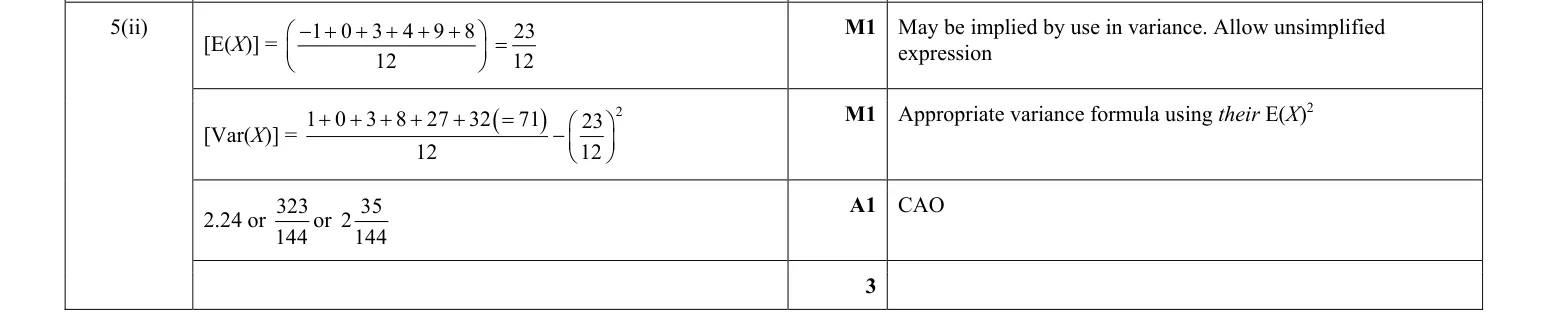 5(ii) [E(X)] = ((−1 + 0 + 3 + 4 + 9 + 8)/12) = 23/12 M1 May be implied by use in variance. Allow unsimplified
expression
[Var(X)] = (1 + 0 + 3 + 8 + 27 + 32(= 71))/12 − (23/12)² M1 Appropriate variance formula using their E(X)²
2.24 or 323/144 or 2 35/144 A1 CAO
3